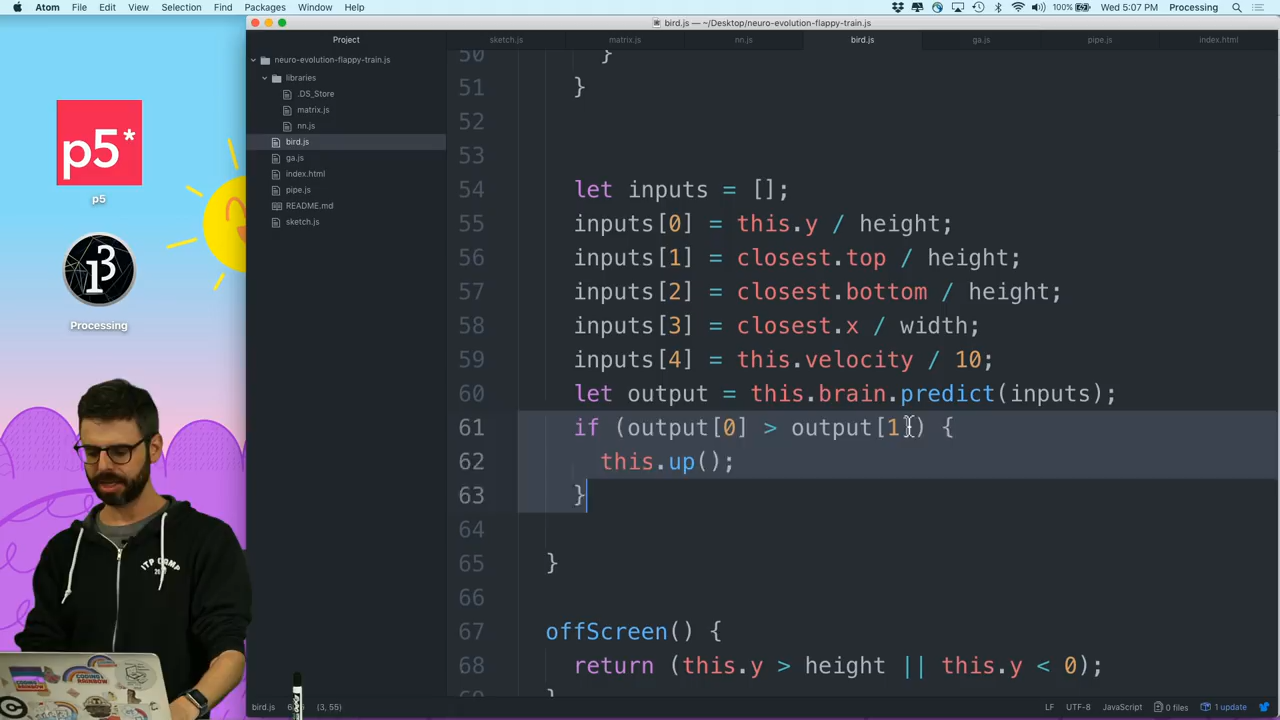 Atom File Edit View Selection Find Packages Window Help 100% Wed 5:07 PM Processing
bird.js — ~/Desktop/neuro-evolution-flappy-train.js
Project sketch.js matrix.js nn.js bird.js ga.js pipe.js index.html
neuro-evolution-flappy-train.js
libraries
.DS_Store
matrix.js
nn.js
bird.js
ga.js
index.html
pipe.js
README.md
sketch.js
p5*
p5
Processing
50 }
51 }
52
53
54 let inputs = [];
55 inputs[0] = this.y / height;
56 inputs[1] = closest.top / height;
57 inputs[2] = closest.bottom / height;
58 inputs[3] = closest.x / width;
59 inputs[4] = this.velocity / 10;
60 let output = this.brain.predict(inputs);
61 if (output[0] > output[1]) {
62 this.up();
63 }
64
65 }
66
67 offScreen() {
68 return (this.y > height || this.y < 0);
69 }
ITP CAMP
bird.js (3, 55) LF UTF-8 JavaScript 0 files 1 update